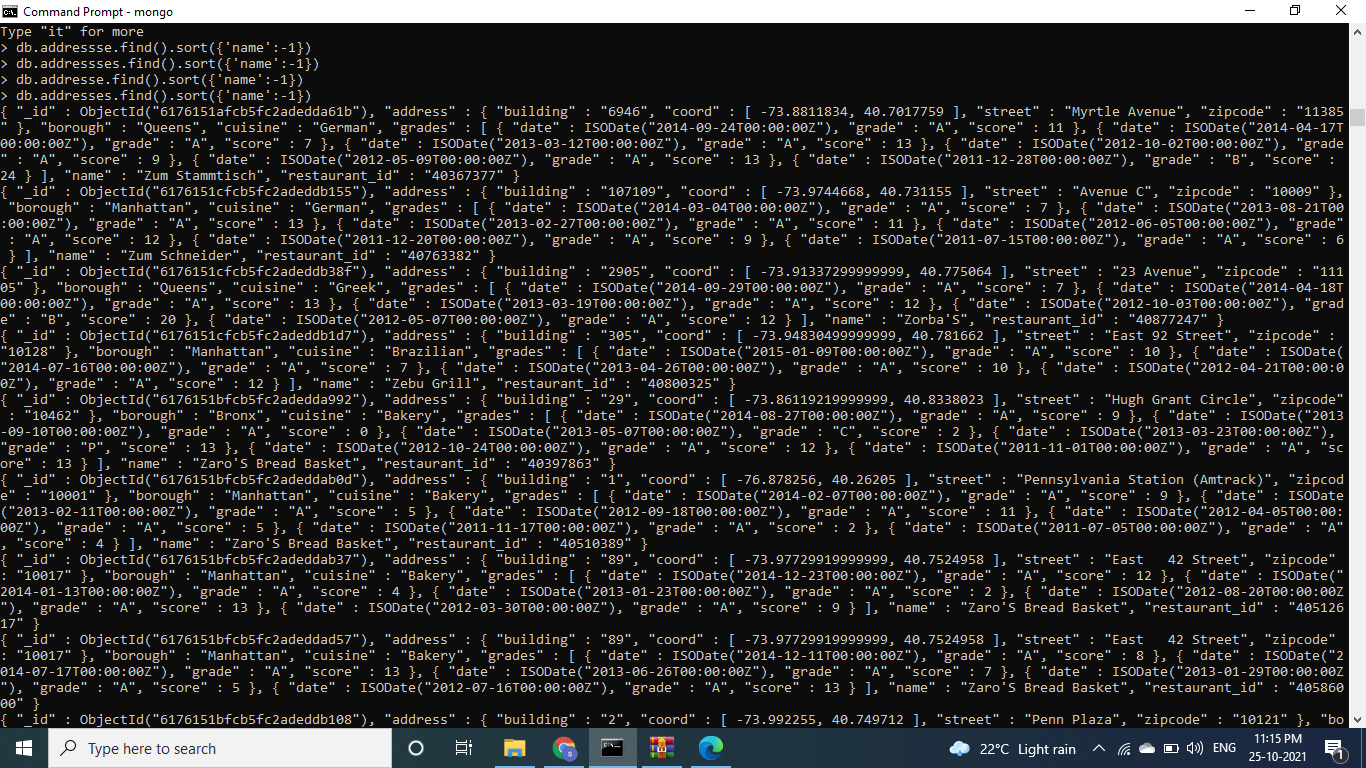 Command Prompt - mongo
Type "it" for more
> db.addressse.find().sort({'name':-1})
> db.addressses.find().sort({'name':-1})
> db.addresse.find().sort({'name':-1})
> db.addresses.find().sort({'name':-1})
{ "_id" : ObjectId("6176151afcb5fc2adedda61b"), "address" : { "building" : "6946", "coord" : [ -73.8811834, 40.7017759 ], "street" : "Myrtle Avenue", "zipcode" : "11385
" }, "borough" : "Queens", "cuisine" : "German", "grades" : [ { "date" : ISODate("2014-09-24T00:00:00Z"), "grade" : "A", "score" : 11 }, { "date" : ISODate("2014-04-17T
00:00:00Z"), "grade" : "A", "score" : 7 }, { "date" : ISODate("2013-03-12T00:00:00Z"), "grade" : "A", "score" : 13 }, { "date" : ISODate("2012-10-02T00:00:00Z"), "grade
" : "A", "score" : 9 }, { "date" : ISODate("2012-05-09T00:00:00Z"), "grade" : "A", "score" : 13 }, { "date" : ISODate("2011-12-28T00:00:00Z"), "grade" : "B", "score" :
24 } ], "name" : "Zum Stammtisch", "restaurant_id" : "40367377" }
{ "_id" : ObjectId("6176151cfcb5fc2adeddb155"), "address" : { "building" : "107109", "coord" : [ -73.9744668, 40.731155 ], "street" : "Avenue C", "zipcode" : "10009" },
"borough" : "Manhattan", "cuisine" : "German", "grades" : [ { "date" : ISODate("2014-03-04T00:00:00Z"), "grade" : "A", "score" : 7 }, { "date" : ISODate("2013-08-21T00
:00:00Z"), "grade" : "A", "score" : 13 }, { "date" : ISODate("2013-02-27T00:00:00Z"), "grade" : "A", "score" : 11 }, { "date" : ISODate("2012-06-05T00:00:00Z"), "grade"
: "A", "score" : 12 }, { "date" : ISODate("2011-12-20T00:00:00Z"), "grade" : "A", "score" : 9 }, { "date" : ISODate("2011-07-15T00:00:00Z"), "grade" : "A", "score" : 6
} ], "name" : "Zum Schneider", "restaurant_id" : "40763382" }
{ "_id" : ObjectId("6176151cfcb5fc2adeddb38f"), "address" : { "building" : "2905", "coord" : [ -73.91337299999999, 40.775064 ], "street" : "23 Avenue", "zipcode" : "111
05" }, "borough" : "Queens", "cuisine" : "Greek", "grades" : [ { "date" : ISODate("2014-09-29T00:00:00Z"), "grade" : "A", "score" : 7 }, { "date" : ISODate("2014-04-18T
00:00:00Z"), "grade" : "A", "score" : 13 }, { "date" : ISODate("2013-03-19T00:00:00Z"), "grade" : "A", "score" : 12 }, { "date" : ISODate("2012-10-03T00:00:00Z"), "grad
e" : "B", "score" : 20 }, { "date" : ISODate("2012-05-07T00:00:00Z"), "grade" : "A", "score" : 12 } ], "name" : "Zorba'S", "restaurant_id" : "40877247" }
{ "_id" : ObjectId("6176151cfcb5fc2adeddb1d7"), "address" : { "building" : "305", "coord" : [ -73.94830499999999, 40.781662 ], "street" : "East 92 Street", "zipcode" :
"10128" }, "borough" : "Manhattan", "cuisine" : "Brazilian", "grades" : [ { "date" : ISODate("2015-01-09T00:00:00Z"), "grade" : "A", "score" : 10 }, { "date" : ISODate(
"2014-07-16T00:00:00Z"), "grade" : "A", "score" : 7 }, { "date" : ISODate("2013-04-26T00:00:00Z"), "grade" : "A", "score" : 10 }, { "date" : ISODate("2012-04-21T00:00:0
0Z"), "grade" : "A", "score" : 12 } ], "name" : "Zebu Grill", "restaurant_id" : "40800325" }
{ "_id" : ObjectId("6176151afcb5fc2adedda992"), "address" : { "building" : "29", "coord" : [ -73.86119219999999, 40.8338023 ], "street" : "Hugh Grant Circle", "zipcode"
: "10462" }, "borough" : "Bronx", "cuisine" : "Bakery", "grades" : [ { "date" : ISODate("2014-08-27T00:00:00Z"), "grade" : "A", "score" : 9 }, { "date" : ISODate("2013
-09-10T00:00:00Z"), "grade" : "A", "score" : 0 }, { "date" : ISODate("2013-05-07T00:00:00Z"), "grade" : "C", "score" : 2 }, { "date" : ISODate("2013-03-23T00:00:00Z"),
"grade" : "P", "score" : 13 }, { "date" : ISODate("2012-10-24T00:00:00Z"), "grade" : "A", "score" : 12 }, { "date" : ISODate("2011-11-01T00:00:00Z"), "grade" : "A", "sc
ore" : 13 } ], "name" : "Zaro'S Bread Basket", "restaurant_id" : "40397863" }
{ "_id" : ObjectId("6176151bfcb5fc2adeddab0d"), "address" : { "building" : "1", "coord" : [ -76.878256, 40.26205 ], "street" : "Pennsylvania Station (Amtrack)", "zipcod
e" : "10001" }, "borough" : "Manhattan", "cuisine" : "Bakery", "grades" : [ { "date" : ISODate("2014-02-07T00:00:00Z"), "grade" : "A", "score" : 9 }, { "date" : ISODate
("2013-02-11T00:00:00Z"), "grade" : "A", "score" : 5 }, { "date" : ISODate("2012-09-18T00:00:00Z"), "grade" : "A", "score" : 11 }, { "date" : ISODate("2012-04-05T00:00:
00Z"), "grade" : "A", "score" : 5 }, { "date" : ISODate("2011-11-17T00:00:00Z"), "grade" : "A", "score" : 2 }, { "date" : ISODate("2011-07-05T00:00:00Z"), "grade" : "A"
, "score" : 4 } ], "name" : "Zaro'S Bread Basket", "restaurant_id" : "40510389" }
{ "_id" : ObjectId("6176151bfcb5fc2adeddab37"), "address" : { "building" : "89", "coord" : [ -73.97729919999999, 40.7524958 ], "street" : "East   42 Street", "zipcode"
: "10017" }, "borough" : "Manhattan", "cuisine" : "Bakery", "grades" : [ { "date" : ISODate("2014-12-23T00:00:00Z"), "grade" : "A", "score" : 12 }, { "date" : ISODate("
2014-01-13T00:00:00Z"), "grade" : "A", "score" : 4 }, { "date" : ISODate("2013-01-23T00:00:00Z"), "grade" : "A", "score" : 2 }, { "date" : ISODate("2012-08-20T00:00:00Z
"), "grade" : "A", "score" : 13 }, { "date" : ISODate("2012-03-30T00:00:00Z"), "grade" : "A", "score" : 9 } ], "name" : "Zaro'S Bread Basket", "restaurant_id" : "405126
17" }
{ "_id" : ObjectId("6176151bfcb5fc2adeddad57"), "address" : { "building" : "89", "coord" : [ -73.97729919999999, 40.7524958 ], "street" : "East   42 Street", "zipcode"
: "10017" }, "borough" : "Manhattan", "cuisine" : "Bakery", "grades" : [ { "date" : ISODate("2014-12-11T00:00:00Z"), "grade" : "A", "score" : 8 }, { "date" : ISODate("2
014-07-17T00:00:00Z"), "grade" : "A", "score" : 13 }, { "date" : ISODate("2013-06-26T00:00:00Z"), "grade" : "A", "score" : 7 }, { "date" : ISODate("2013-01-29T00:00:00Z
"), "grade" : "A", "score" : 5 }, { "date" : ISODate("2012-07-16T00:00:00Z"), "grade" : "A", "score" : 13 } ], "name" : "Zaro'S Bread Basket", "restaurant_id" : "405860
00" }
{ "_id" : ObjectId("6176151bfcb5fc2adeddb108"), "address" : { "building" : "2", "coord" : [ -73.992255, 40.749712 ], "street" : "Penn Plaza", "zipcode" : "10121" }, "bo
Type here to search
22°C Light rain
ENG
11:15 PM
25-10-2021
1